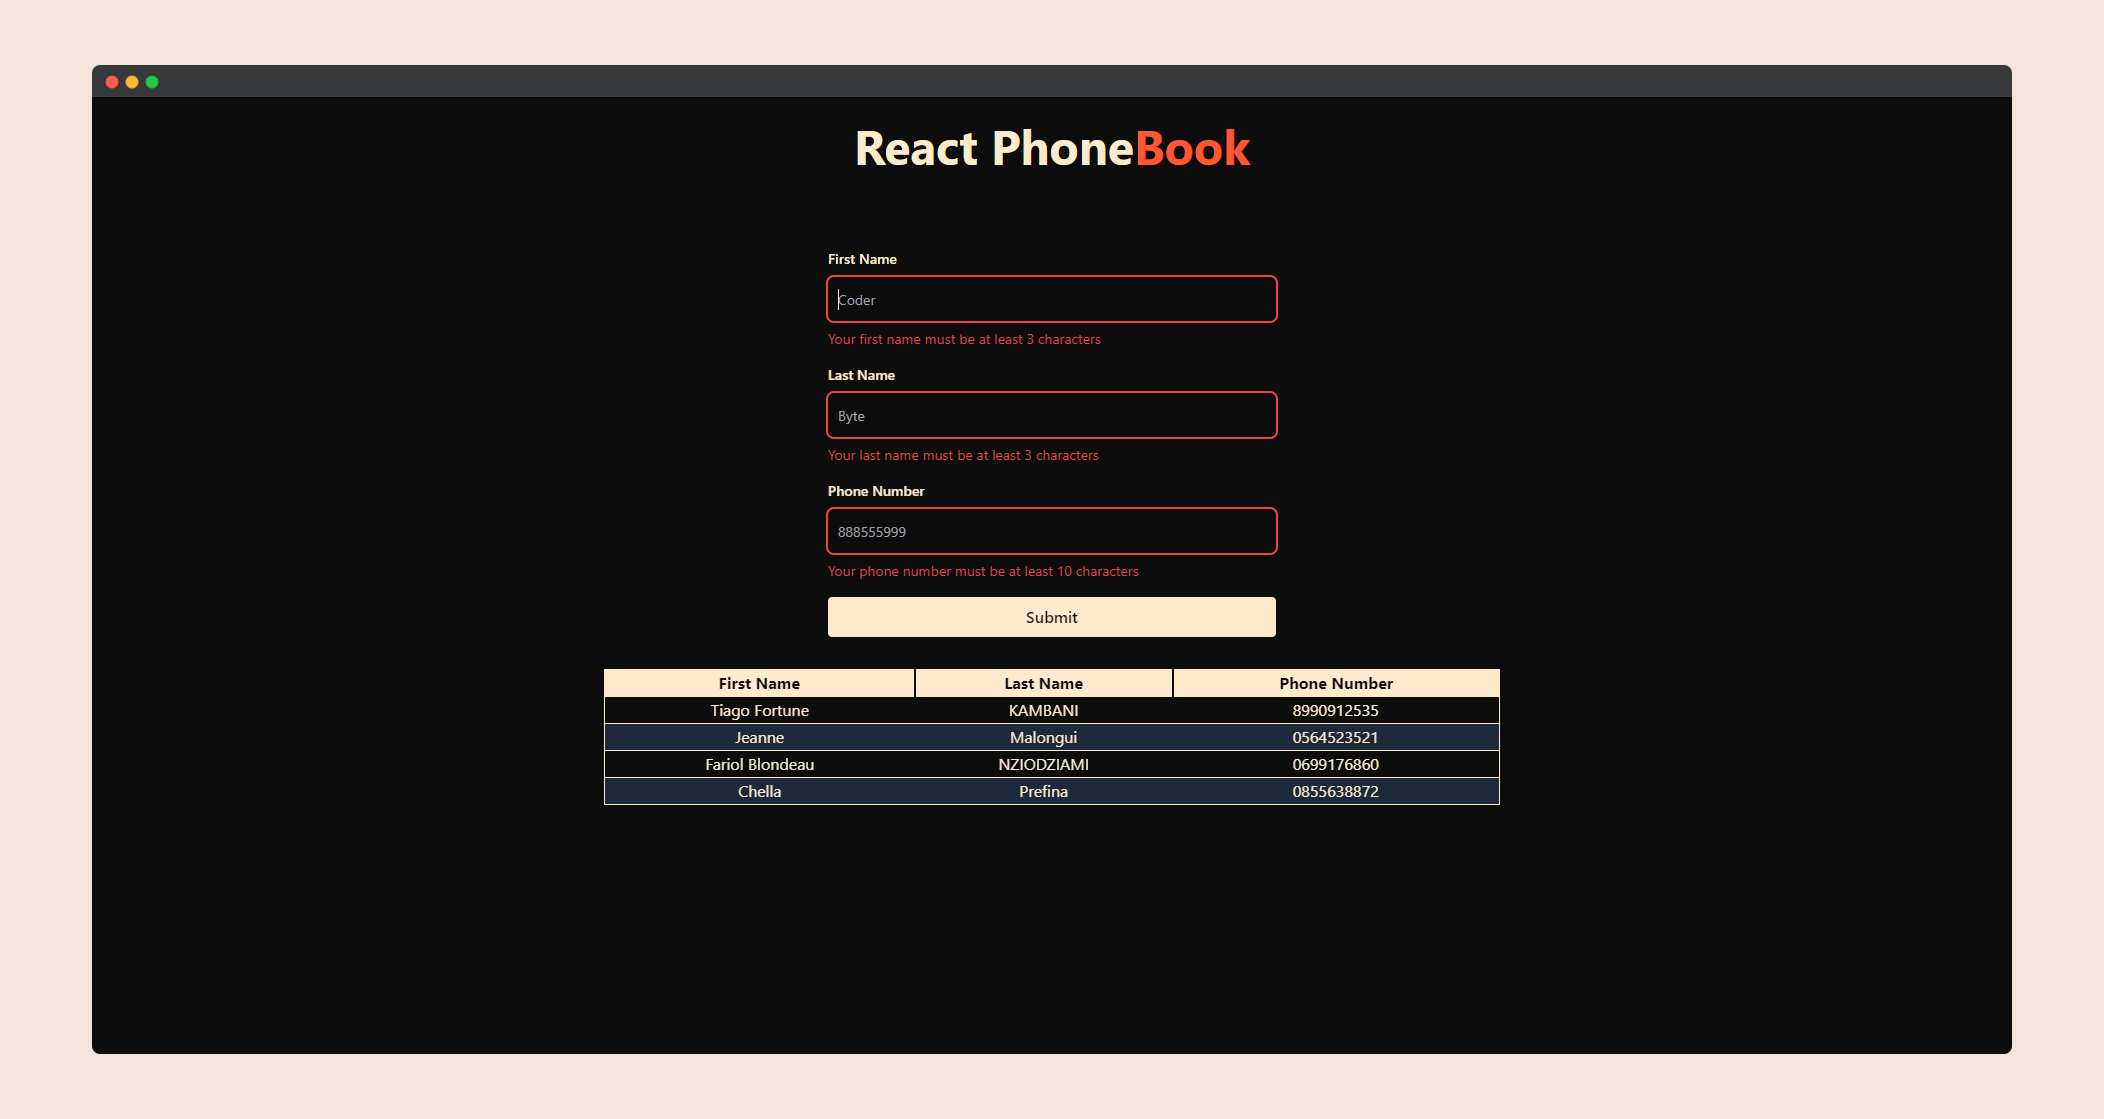 React PhoneBook
First Name
Coder
Your first name must be at least 3 characters
Last Name
Byte
Your last name must be at least 3 characters
Phone Number
888555999
Your phone number must be at least 10 characters
Submit
First Name Last Name Phone Number
Tiago Fortune KAMBANI 8990912535
Jeanne Malongui 0564523521
Fariol Blondeau NZIODZIAMI 0699176860
Chella Prefina 0855638872